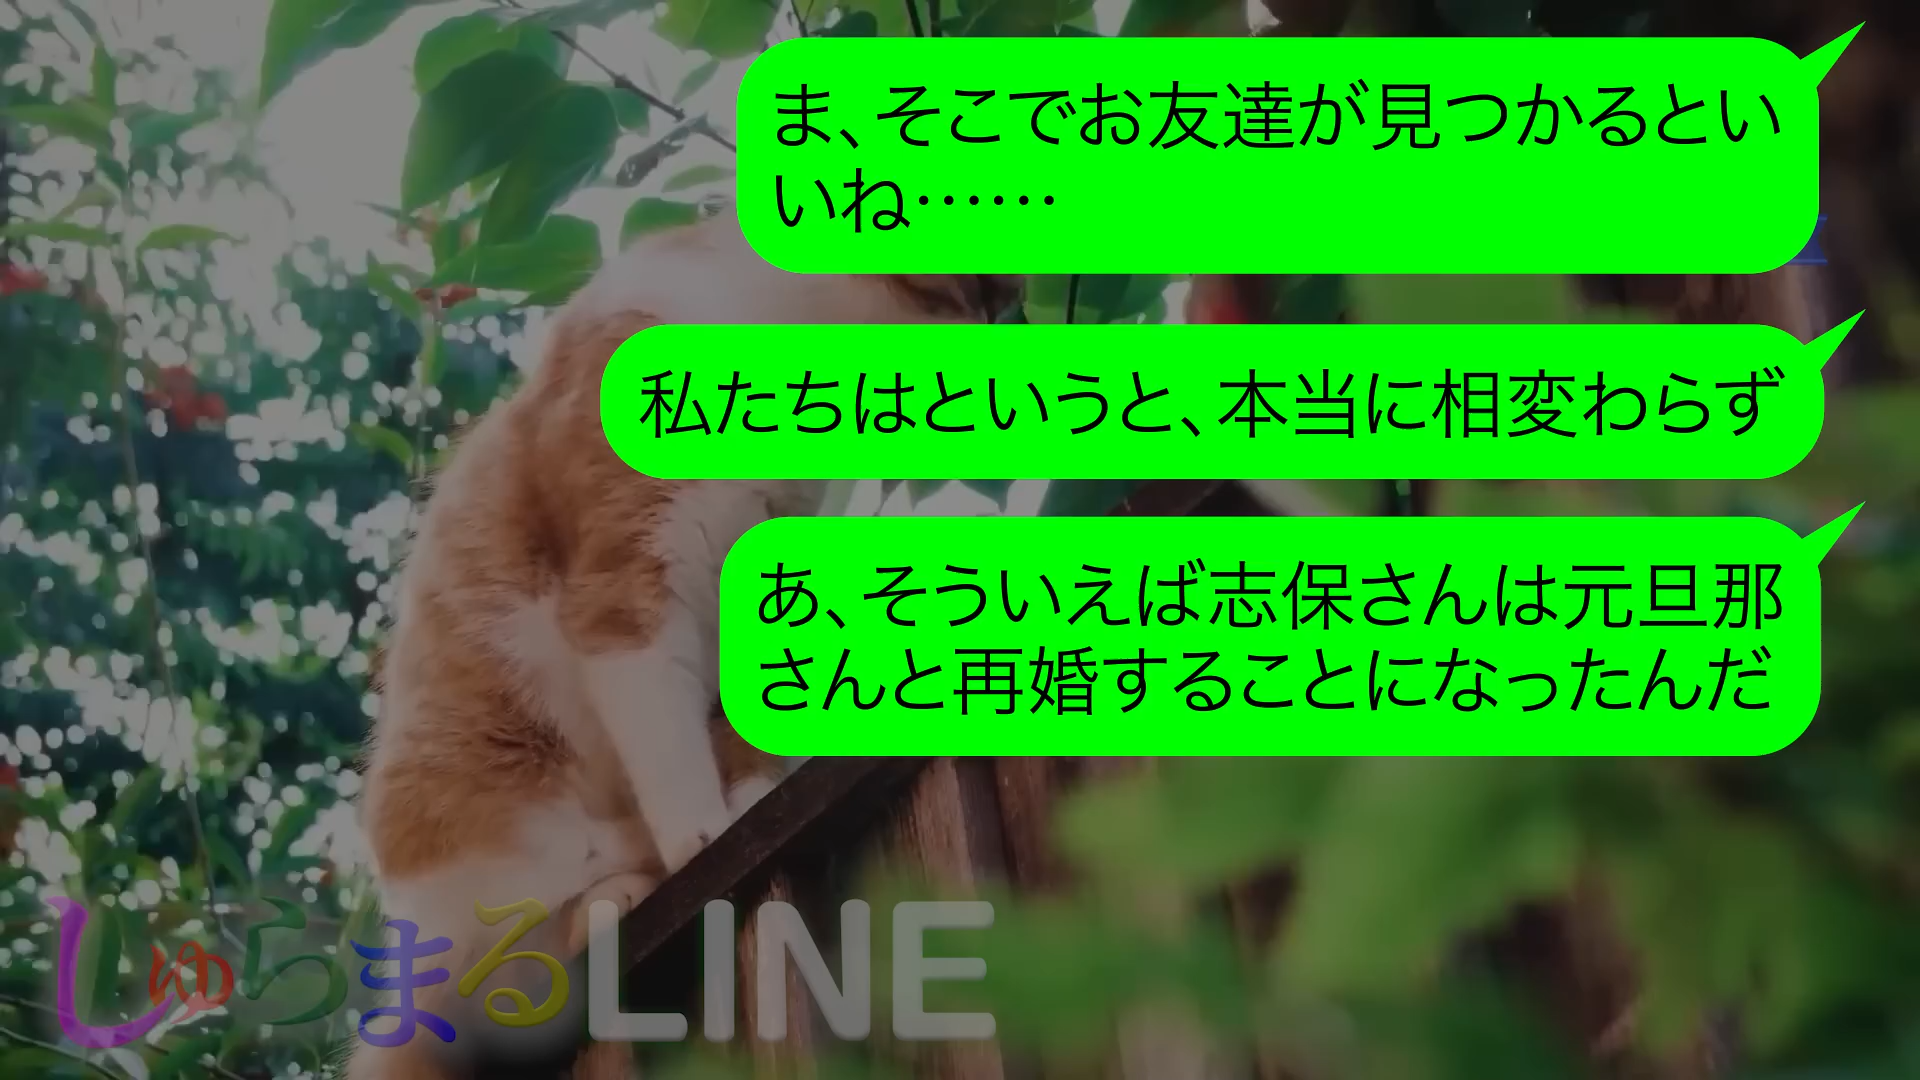 ま、そこでお友達が見つかるとい
いね……
私たちはというと、本当に相変わらず
あ、そういえば志保さんは元旦那
さんと再婚することになったんだ
しゅらまるLINE